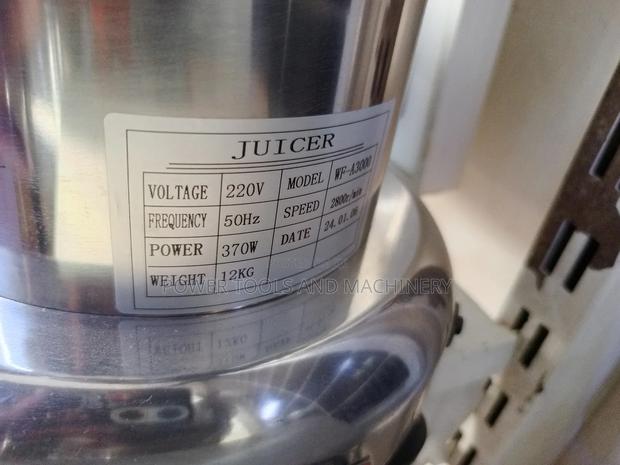 JUICER
VOLTAGE 220V MODEL WF-A3000
FREQUENCY 50Hz SPEED 2800r/min
POWER 370W DATE 24.01.06
WEIGHT 12KG
POWER TOOLS AND MACHINERY